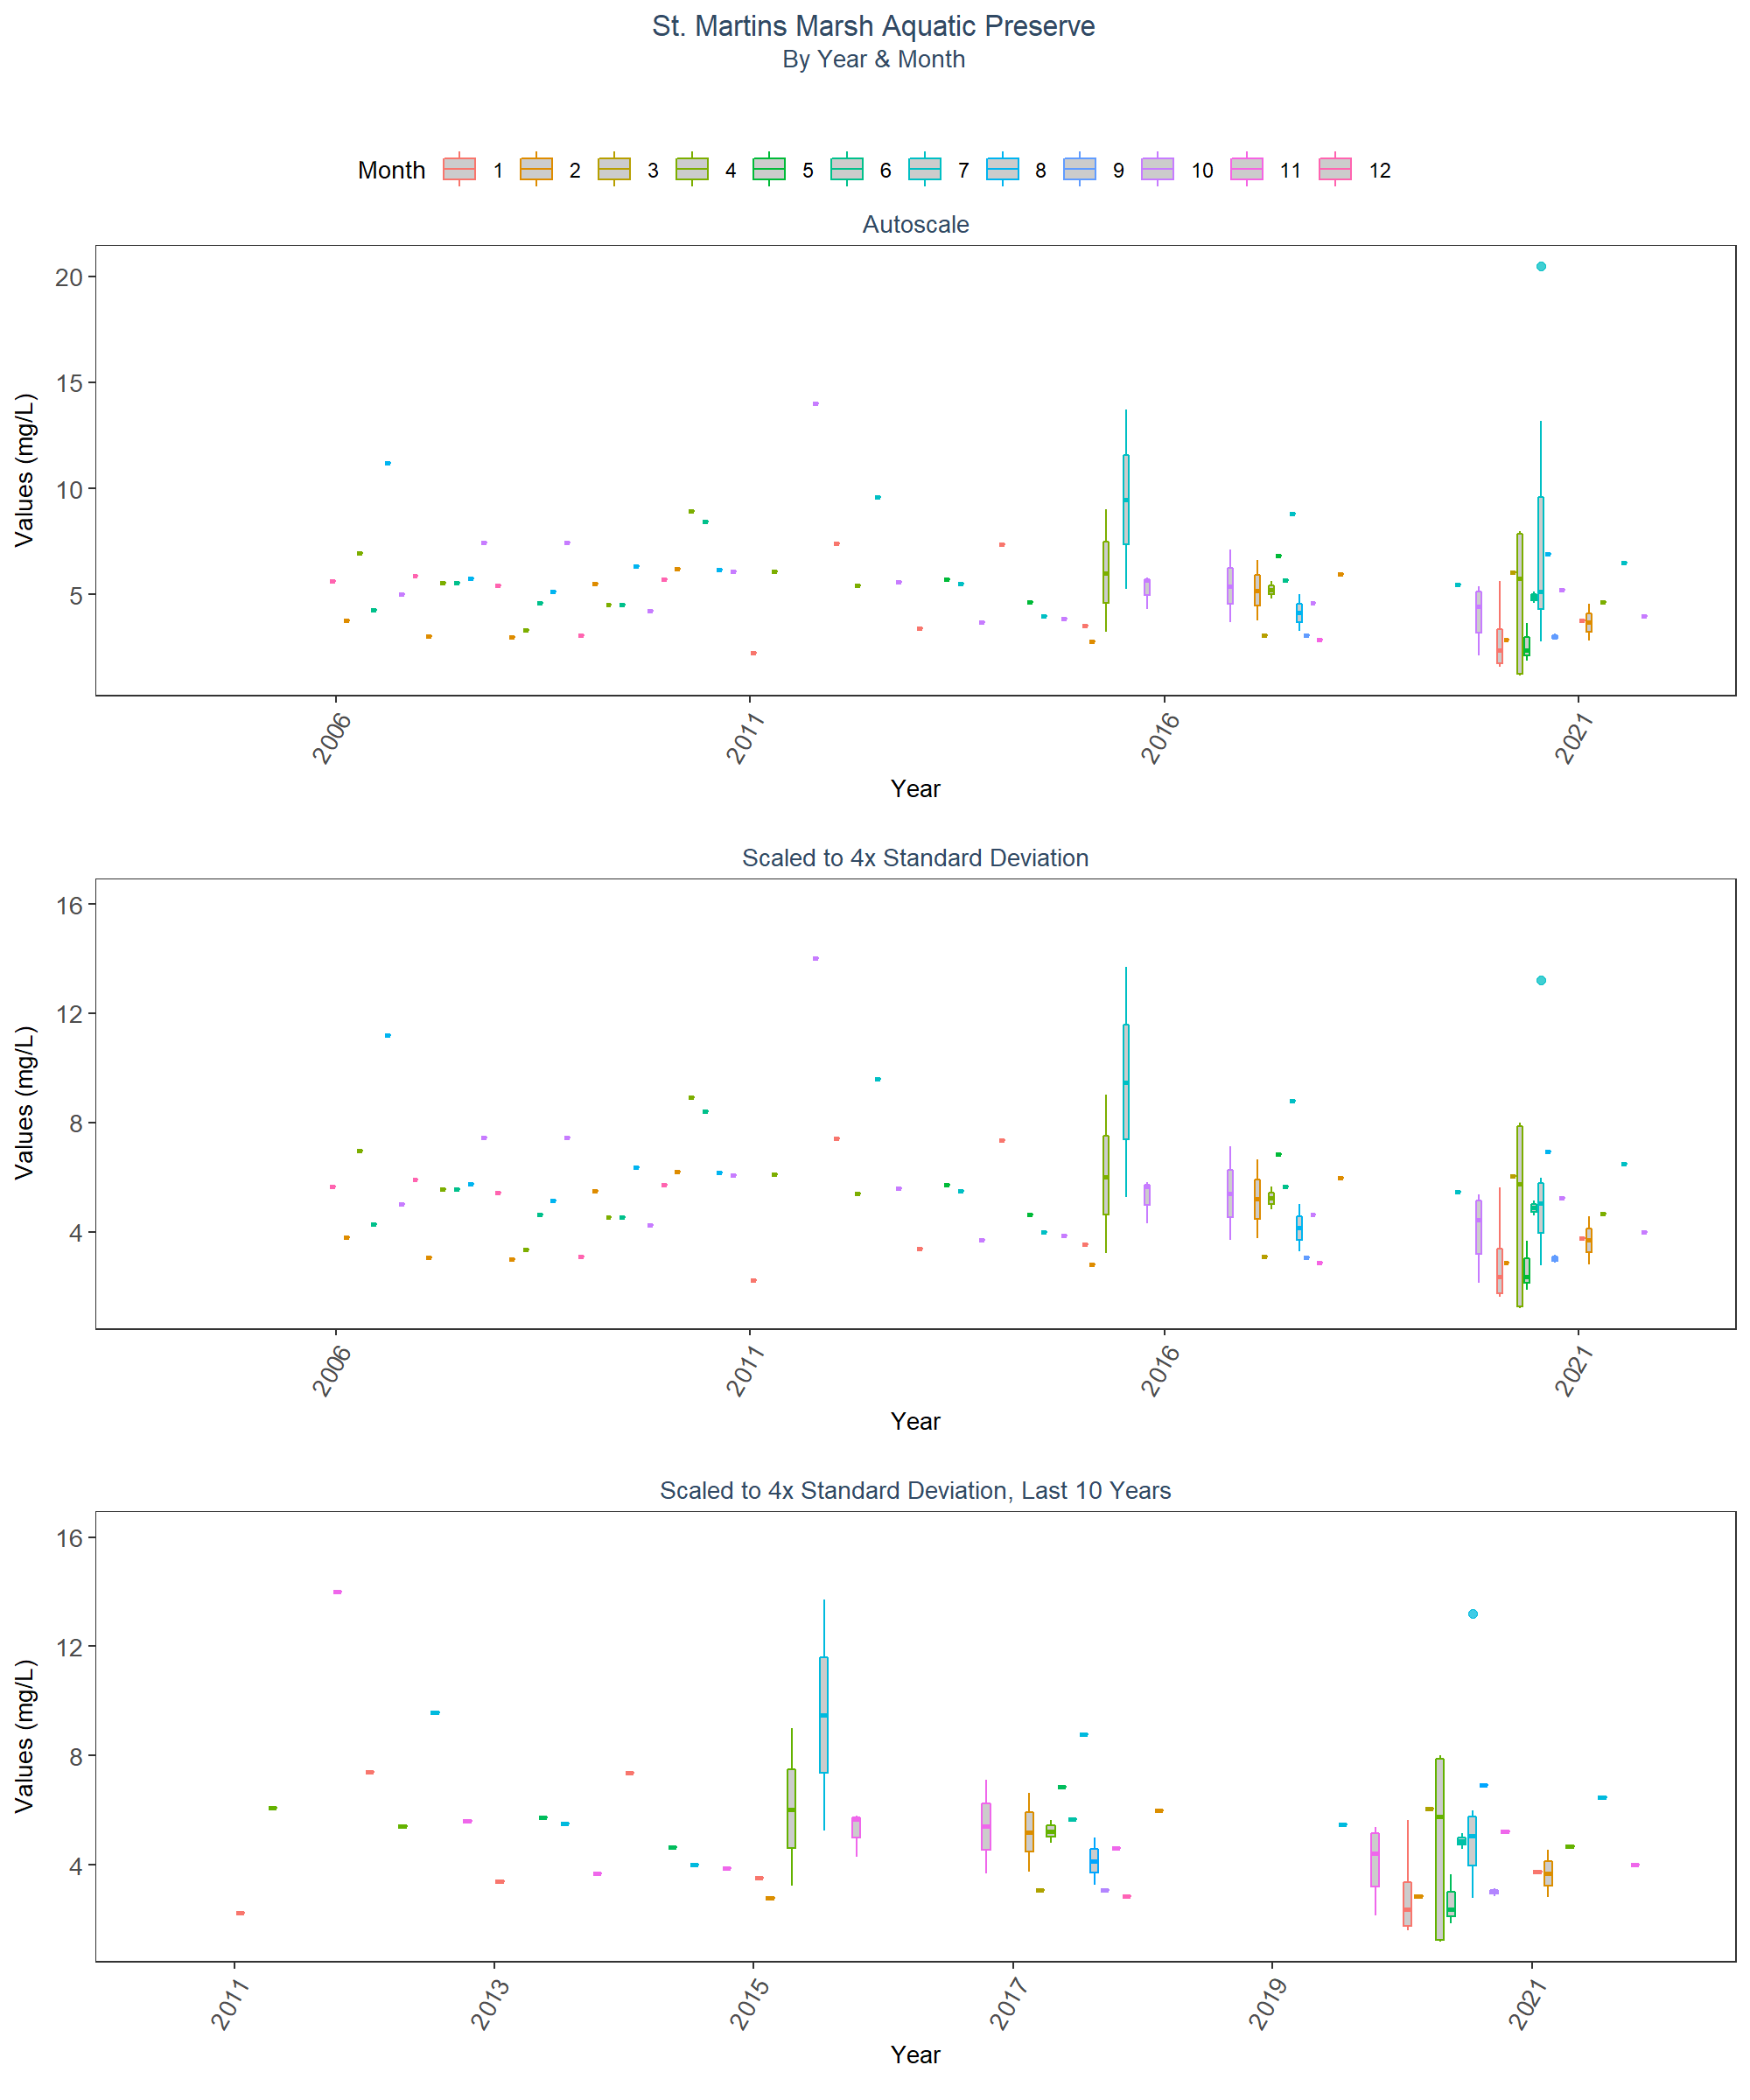 St. Martins Marsh Aquatic Preserve
By Year & Month
Month 1 2 3 4 5 6 7 8 9 10 11 12
Autoscale
Values (mg/L)
20
15
10
5
2006 2011 2016 2021
Year
Scaled to 4x Standard Deviation
Values (mg/L)
16
12
8
4
2006 2011 2016 2021
Year
Scaled to 4x Standard Deviation, Last 10 Years
Values (mg/L)
16
12
8
4
2011 2013 2015 2017 2019 2021
Year